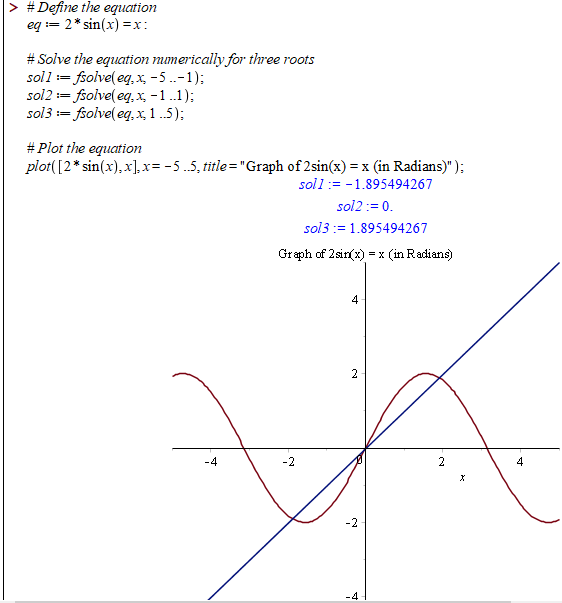 > # Define the equation
eq := 2*sin(x) = x:
# Solve the equation numerically for three roots
sol1 := fsolve(eq, x, -5 ..-1);
sol2 := fsolve(eq, x, -1 ..1);
sol3 := fsolve(eq, x, 1 ..5);
# Plot the equation
plot([2*sin(x), x], x = -5 ..5, title = "Graph of 2sin(x) = x (in Radians)");
sol1 := -1.895494267
sol2 := 0.
sol3 := 1.895494267
Graph of 2sin(x) = x (in Radians)
4
2
-4 -2 0 2 4
x
-2
-4